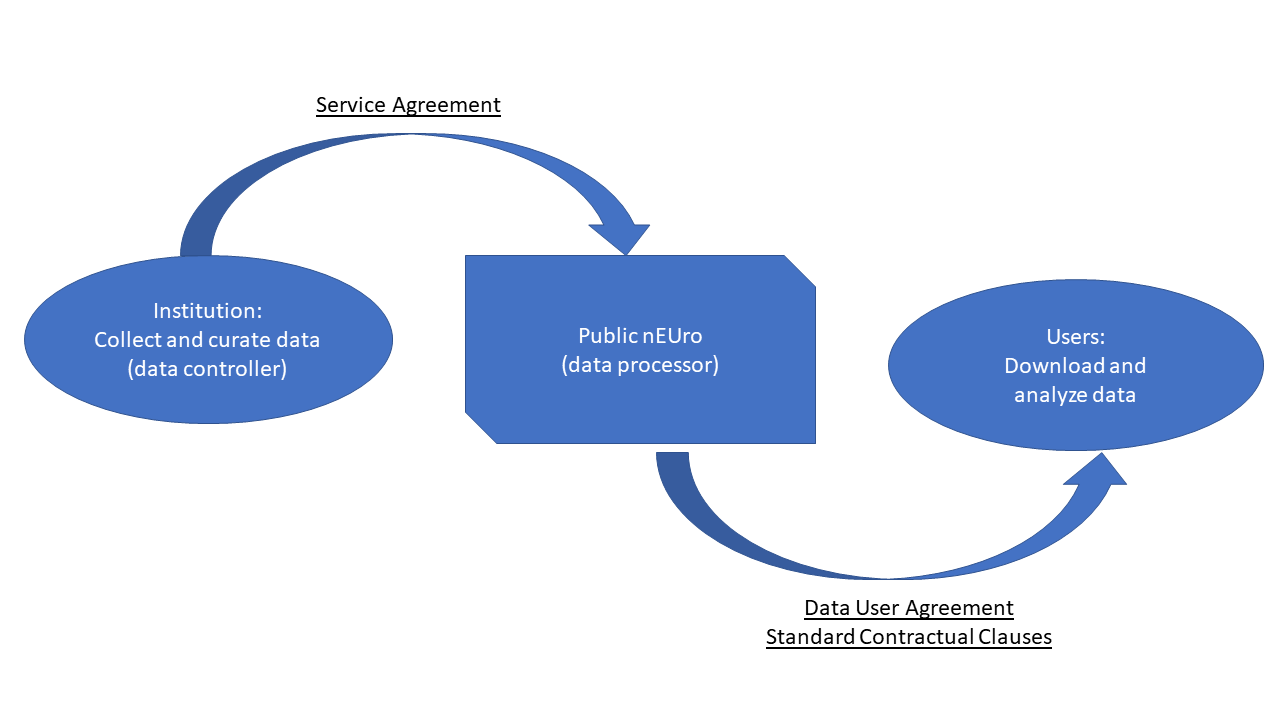 Service Agreement
Institution:
Collect and curate data
(data controller)
Public nEUro
(data processor)
Users:
Download and
analyze data
Data User Agreement
Standard Contractual Clauses